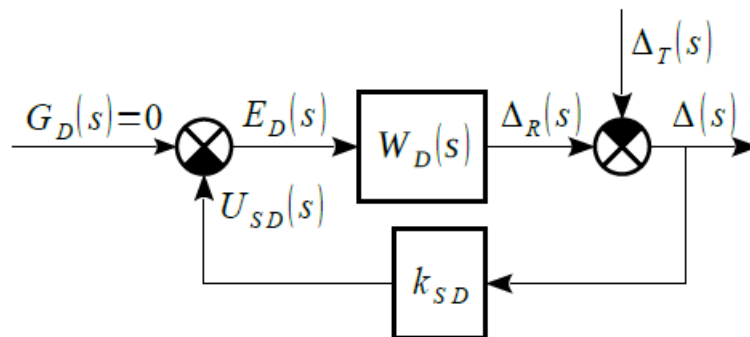 Δ_T(s)
G_D(s)=0
E_D(s)
W_D(s)
Δ_R(s)
Δ(s)
U_SD(s)
k_SD